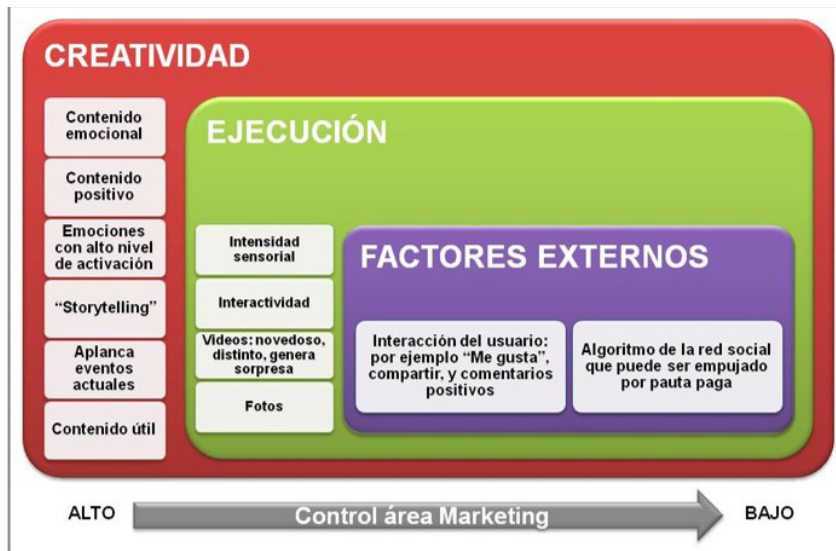 CREATIVIDAD
Contenido
emocional
Contenido
positivo
Emociones
con alto nivel
de activación
“Storytelling”
Aplanca
eventos
actuales
Contenido útil
EJECUCIÓN
Intensidad
sensorial
Interactividad
Videos: novedoso,
distinto, genera
sorpresa
Fotos
FACTORES EXTERNOS
Interacción del usuario:
por ejemplo “Me gusta”,
compartir, y comentarios
positivos
Algoritmo de la red social
que puede ser empujado
por pauta paga
ALTO
Control área Marketing
BAJO